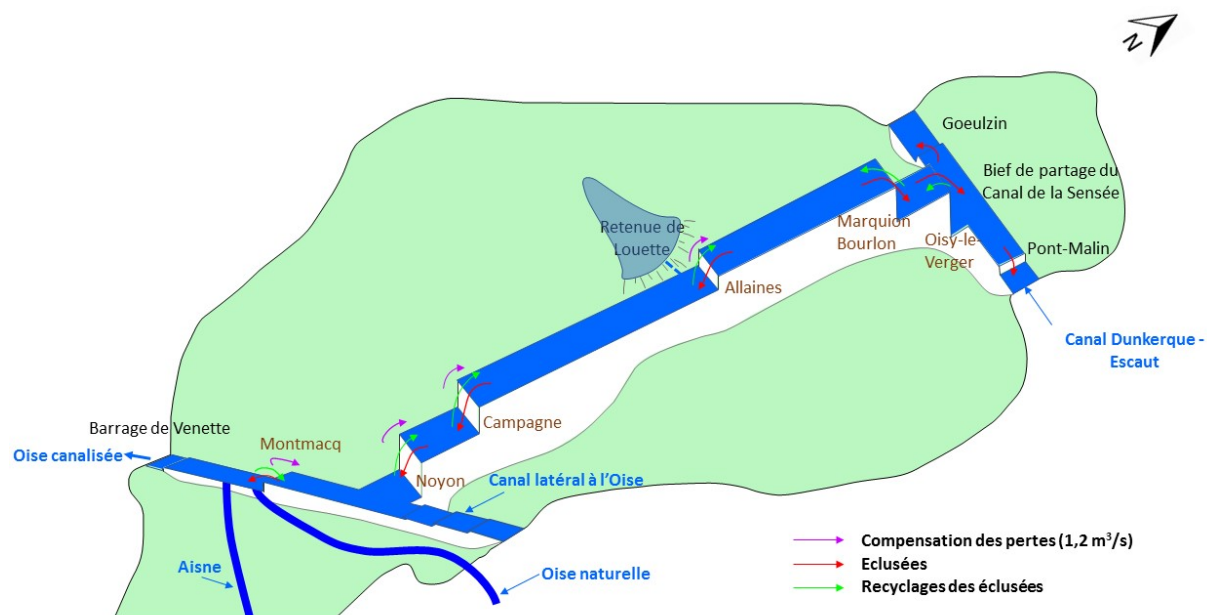 N
Goeulzin
Bief de partage du
Canal de la Sensée
Retenue de
Louette
Marquion
Bourlon
Oisy-le-
Verger
Pont-Malin
Allaines
Canal Dunkerque -
Escaut
Campagne
Barrage de Venette
Montmacq
Oise canalisée
Noyon
Canal latéral à l’Oise
Aisne
Oise naturelle
Compensation des pertes (1,2 m³/s)
Eclusées
Recyclages des éclusées